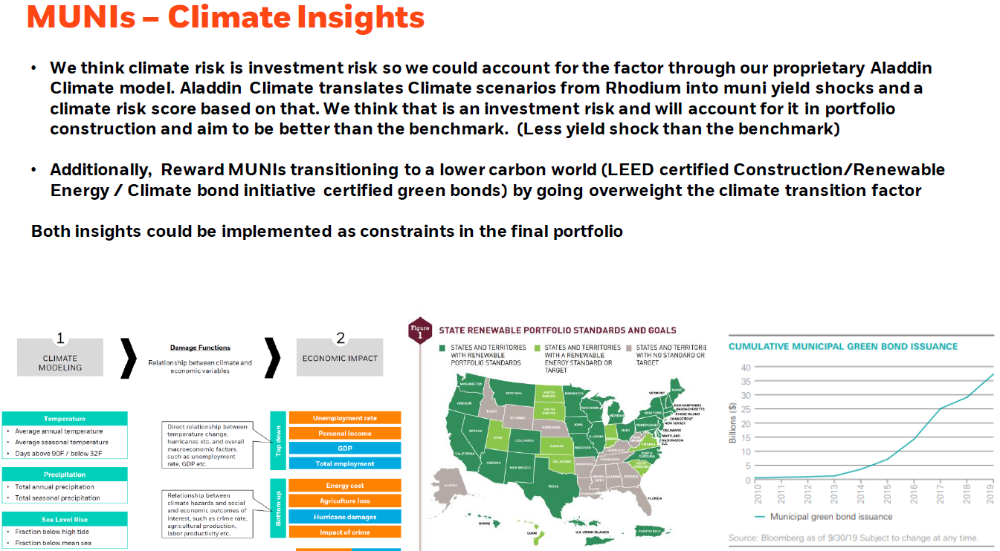 MUNIs – Climate Insights
• We think climate risk is investment risk so we could account for the factor through our proprietary Aladdin
Climate model. Aladdin Climate translates Climate scenarios from Rhodium into muni yield shocks and a
climate risk score based on that. We think that is an investment risk and will account for it in portfolio
construction and aim to be better than the benchmark. (Less yield shock than the benchmark)
• Additionally, Reward MUNIs transitioning to a lower carbon world (LEED certified Construction/Renewable
Energy / Climate bond initiative certified green bonds) by going overweight the climate transition factor
Both insights could be implemented as constraints in the final portfolio
1
CLIMATE
MODELING
Damage Functions
Relationship between climate and
economic variables
2
ECONOMIC IMPACT
Temperature
• Average annual temperature
• Average seasonal temperature
• Days above 90F / below 32F
Precipitation
• Total annual precipitation
• Total seasonal precipitation
Sea Level Rise
• Fraction below high tide
• Fraction below mean sea
Direct relationship between
temperature change,
hurricanes etc. and overall
macroeconomic factors,
such as unemployment
rate, GDP etc.
Relationship between
climate hazards and social
and economic outcomes of
interest, such as crime rate,
agricultural production,
labor productivity etc.
Top down
Unemployment rate
Personal income
GDP
Total employment
Bottom up
Energy cost
Agriculture loss
Hurricane damages
Impact of crime
Figure
1
STATE RENEWABLE PORTFOLIO STANDARDS AND GOALS
STATES AND TERRITORIES
WITH RENEWABLE
PORTFOLIO STANDARDS
STATES AND TERRITORIES
WITH A RENEWABLE
ENERGY STANDARD OR
TARGET
STATES AND TERRITORIE
WITH NO STANDARD OR
TARGET
WASHINGTON
OREGON
CALIFORNIA
NEVADA
IDAHO
MONTANA
WYOMING
UTAH
COLORADO
ARIZONA
NEW MEXICO
NORTH
DAKOTA
SOUTH
DAKOTA
NEBRASKA
KANSAS
OKLAHOMA
TEXAS
MINNESOTA
IOWA
MISSOURI
ARKANSAS
LOUISIANA
WISCONSIN
ILLINOIS
MICHIGAN
INDIANA
OHIO
KENTUCKY
TENNESSEE
MISSIS-
SIPPI
ALABAMA
GEORGIA
FLORIDA
SOUTH
CAROLINA
NORTH
CAROLINA
VIRGINIA
WEST
VIRGINIA
PENNSYLVANIA
NEW YORK
VERMONT
MAINE
NEW HAMPSHIRE
MASSACHUSETTS
RHODE ISLAND
CONNECTICUT
NEW JERSEY
DELAWARE
MARYLAND
WASHINGTON
D.C.
ALASKA
HAWAII
GUAM
U.S. VIRGIN ISLANDS
PUERTO RICO
CUMULATIVE MUNICIPAL GREEN BOND ISSUANCE
Billions ($)
40
35
30
25
20
15
10
5
0
2010
2011
2012
2013
2014
2015
2016
2017
2018
2019
Municipal green bond issuance
Source: Bloomberg as of 9/30/19 Subject to change at any time.